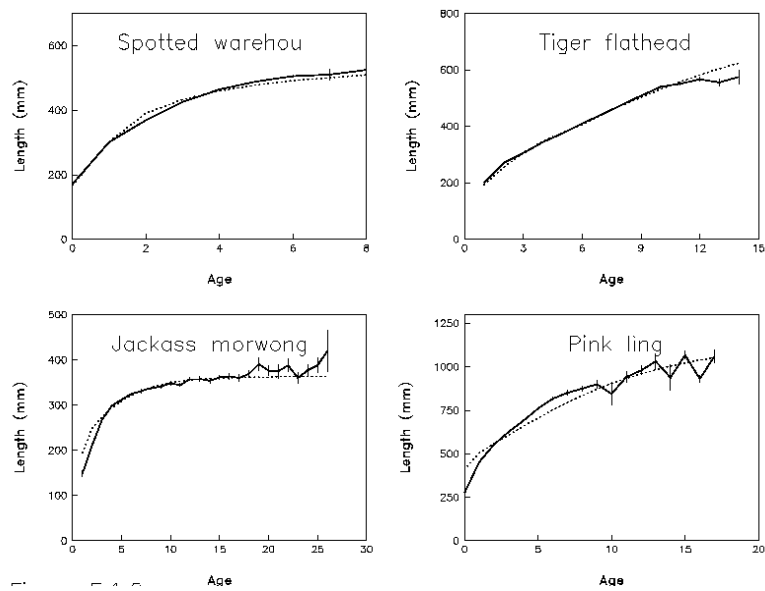 Spotted warehou
Length (mm)
600
400
200
0
0 2 4 6 8
Age
Tiger flathead
Length (mm)
800
600
400
200
0
0 3 6 9 12 15
Age
Jackass morwong
Length (mm)
500
400
300
200
100
0
0 5 10 15 20 25 30
Age
Pink ling
Length (mm)
1250
1000
750
500
250
0
0 5 10 15 20
Age